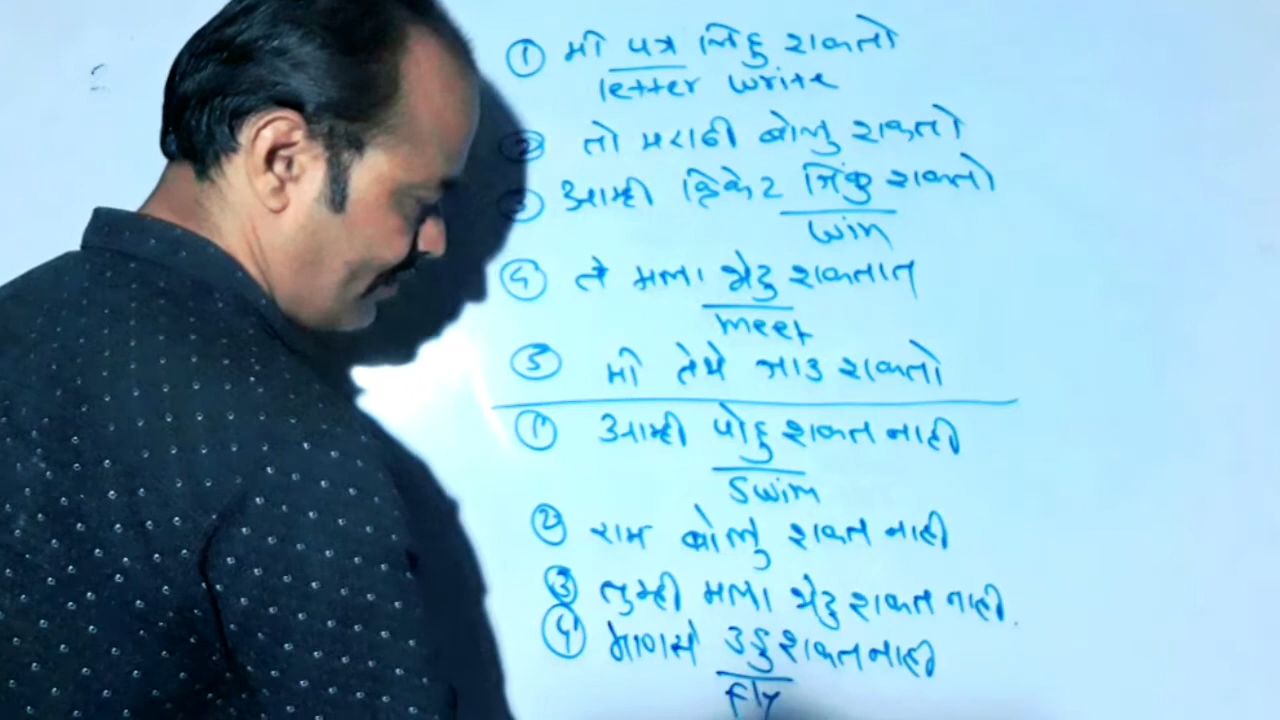 ① मी पत्र लिहु शकतो
letter write
② तो मराठी बोलु शकतो
③ आम्ही क्रिकेट जिंकु शकतो
win
④ ते मला भेटु शकतात
meet
⑤ मी तेथे जाउ शकतो
① आम्ही पोहु शकत नाही
swim
② राम बोलु शकत नाही
③ तुम्ही मला भेटु शकत नाही.
④ माणसे उडु शकत नाही
fly